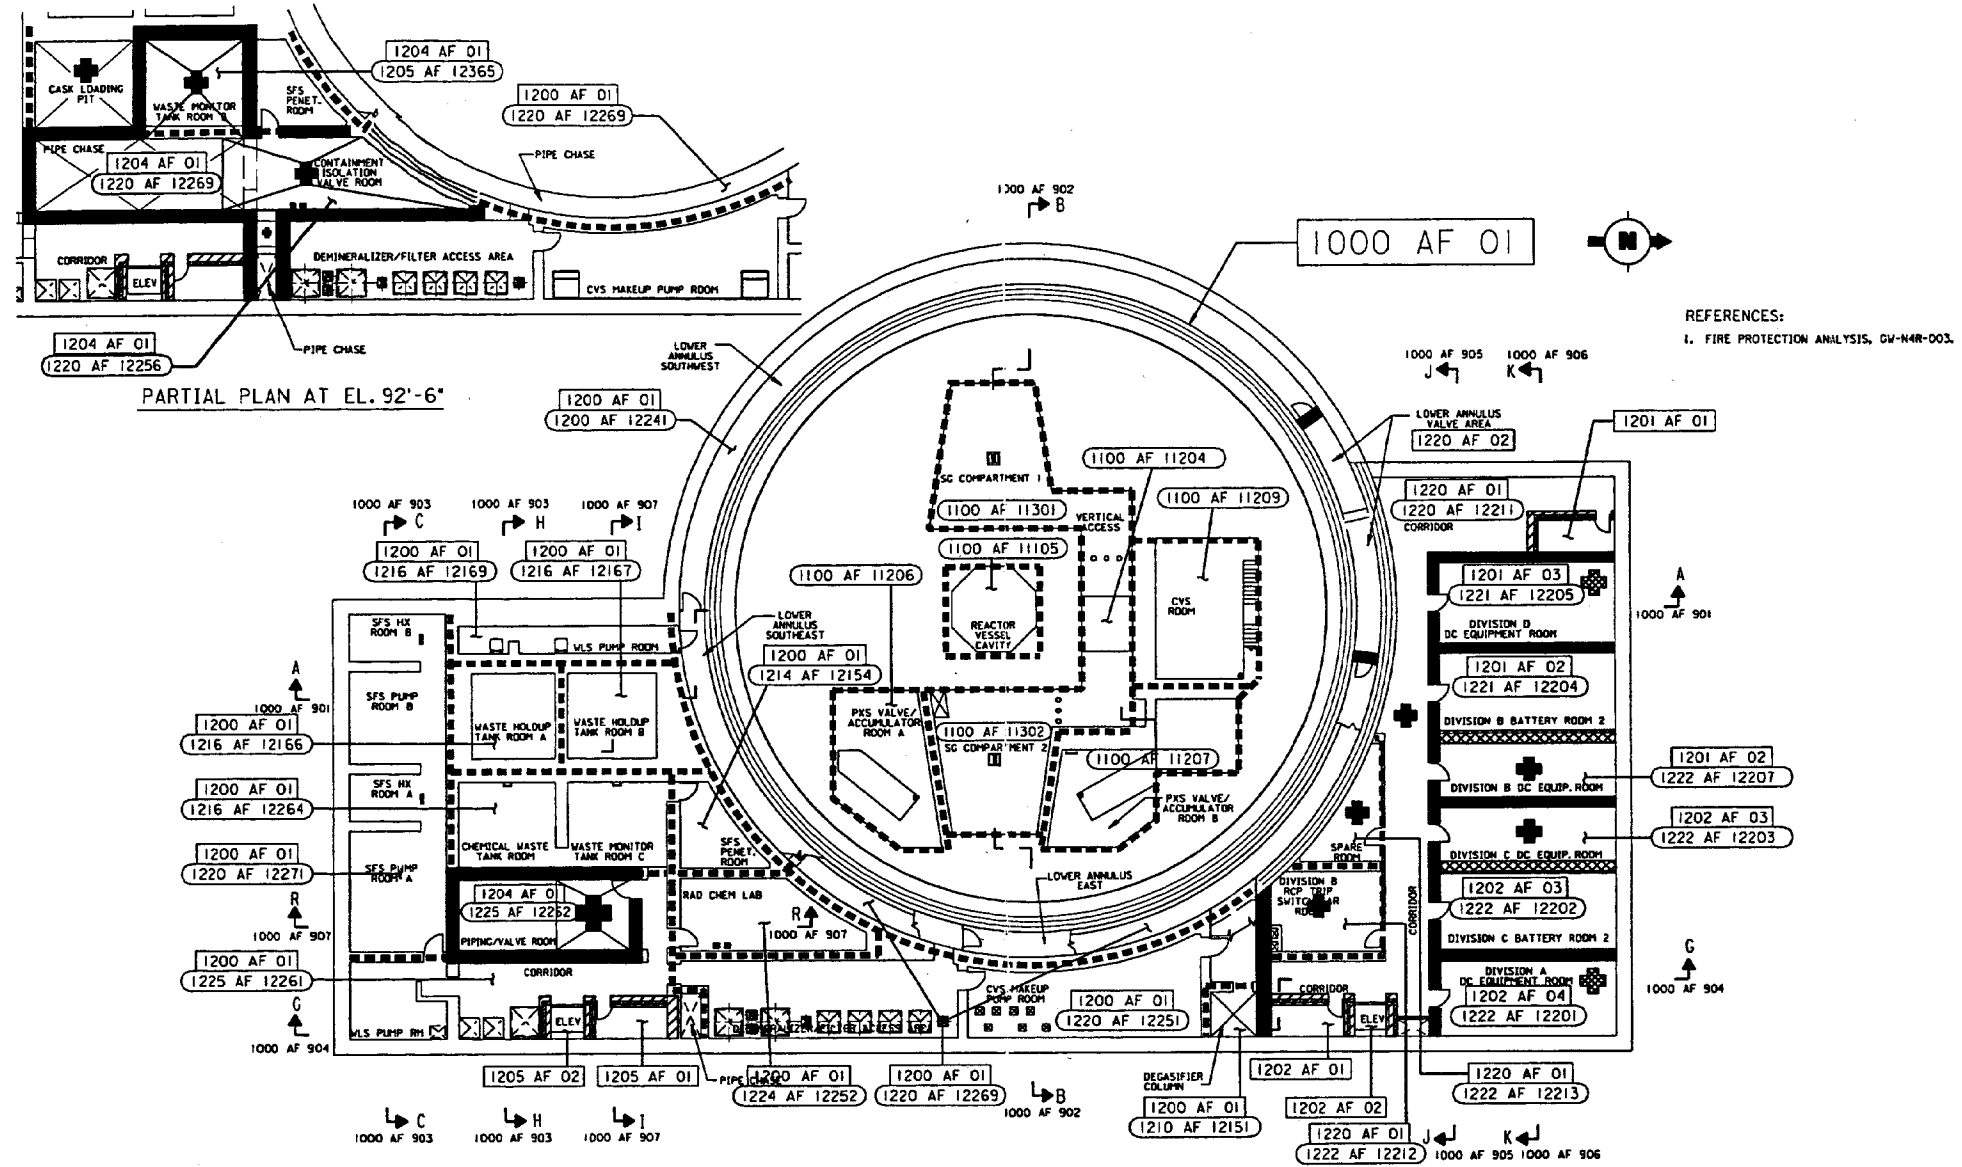 1204 AF 01
1205 AF 12365
CASK LOADING
PIT
WASTE MONITOR
TANK ROOM B
SFS
PENET.
ROOM
1200 AF 01
1220 AF 12269
PIPE CHASE
PIPE CHASE
1204 AF 01
1220 AF 12269
CONTAINMENT
ISOLATION
VALVE ROOM
CORRIDOR
ELEV
DEMINERALIZER/FILTER ACCESS AREA
CVS MAKEUP PUMP ROOM
1204 AF 01
1220 AF 12256
PIPE CHASE
PARTIAL PLAN AT EL. 92'-6"
1000 AF 902
B
1000 AF 01
N
REFERENCES:
1. FIRE PROTECTION ANALYSIS, GW-N4R-003.
LOWER
ANNULUS
SOUTHWEST
1000 AF 905
J
1000 AF 906
K
1200 AF 01
1200 AF 12241
LOWER ANNULUS
VALVE AREA
1220 AF 02
1201 AF 01
1100 AF 11204
SG COMPARTMENT 1
1100 AF 11209
1100 AF 11301
VERTICAL
ACCESS
1220 AF 01
1220 AF 12211
CORRIDOR
1000 AF 903
C
1000 AF 903
H
1000 AF 907
I
1200 AF 01
1216 AF 12169
1200 AF 01
1216 AF 12167
1100 AF 11105
1100 AF 11206
1201 AF 03
1221 AF 12205
A
1000 AF 901
DIVISION D
DC EQUIPMENT ROOM
SFS HX
ROOM B
WLS PUMP ROOM
LOWER
ANNULUS
SOUTHEAST
REACTOR
VESSEL
CAVITY
CVS
ROOM
1200 AF 01
1214 AF 12154
1201 AF 02
1221 AF 12204
DIVISION B BATTERY ROOM 2
A
1000 AF 901
SFS PUMP
ROOM B
1200 AF 01
1216 AF 12166
WASTE HOLDUP
TANK ROOM A
WASTE HOLDUP
TANK ROOM B
PXS VALVE/
ACCUMULATOR
ROOM A
1100 AF 11302
SG COMPARTMENT 2
1100 AF 11207
1201 AF 02
1222 AF 12207
DIVISION B DC EQUIP. ROOM
1200 AF 01
1216 AF 12264
SFS HX
ROOM A
PXS VALVE/
ACCUMULATOR
ROOM B
1202 AF 03
1222 AF 12203
DIVISION C DC EQUIP. ROOM
CHEMICAL WASTE
TANK ROOM
WASTE MONITOR
TANK ROOM C
SFS
PENET.
ROOM
SPARE
ROOM
1200 AF 01
1220 AF 12271
SFS PUMP
ROOM A
LOWER ANNULUS
EAST
DIVISION B
RCP TRIP
1202 AF 03
1222 AF 12202
DIVISION C BATTERY ROOM 2
CORRIDOR
RAD CHEM LAB
R
1000 AF 907
R
1000 AF 907
PIPING/VALVE ROOM
1200 AF 01
1225 AF 12261
CORRIDOR
CVS MAKEUP
PUMP ROOM
1200 AF 01
1220 AF 12251
CORRIDOR
DIVISION A
DC EQUIPMENT ROOM
1202 AF 04
1222 AF 12201
G
1000 AF 904
G
1000 AF 904
WLS PUMP RM
ELEV
ELEV
1205 AF 02
1205 AF 01
PIPE CHASE
1200 AF 01
1224 AF 12252
1200 AF 01
1220 AF 12269
B
1000 AF 902
DEGASIFIER
COLUMN
1200 AF 01
1210 AF 12151
1202 AF 01
1202 AF 02
1220 AF 01
1222 AF 12213
1220 AF 01
1222 AF 12212
C
1000 AF 903
H
1000 AF 903
I
1000 AF 907
J
1000 AF 905
K
1000 AF 906